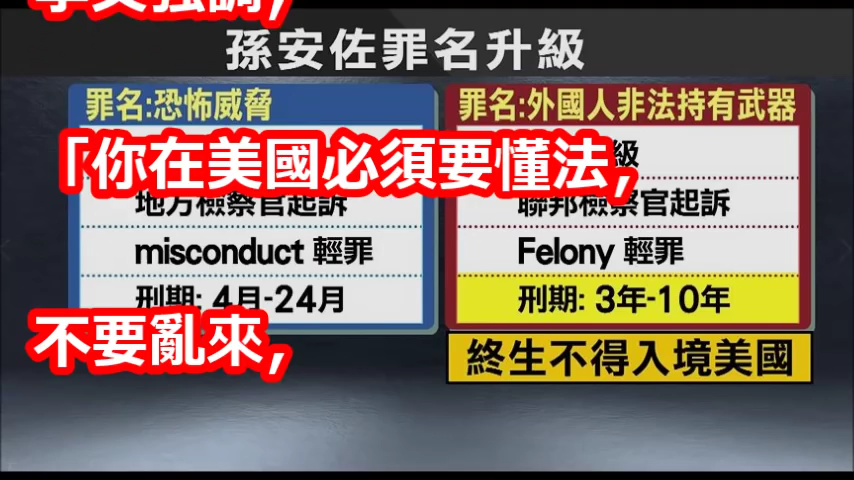 李
孫安佐罪名升級
罪名:恐怖威脅
罪名:外國人非法持有武器
「你在美國必須要懂法,
級
地方檢察官起訴
聯邦檢察官起訴
misconduct 輕罪
Felony 輕罪
刑期: 4月-24月
刑期: 3年-10年
不要亂來,
終生不得入境美國